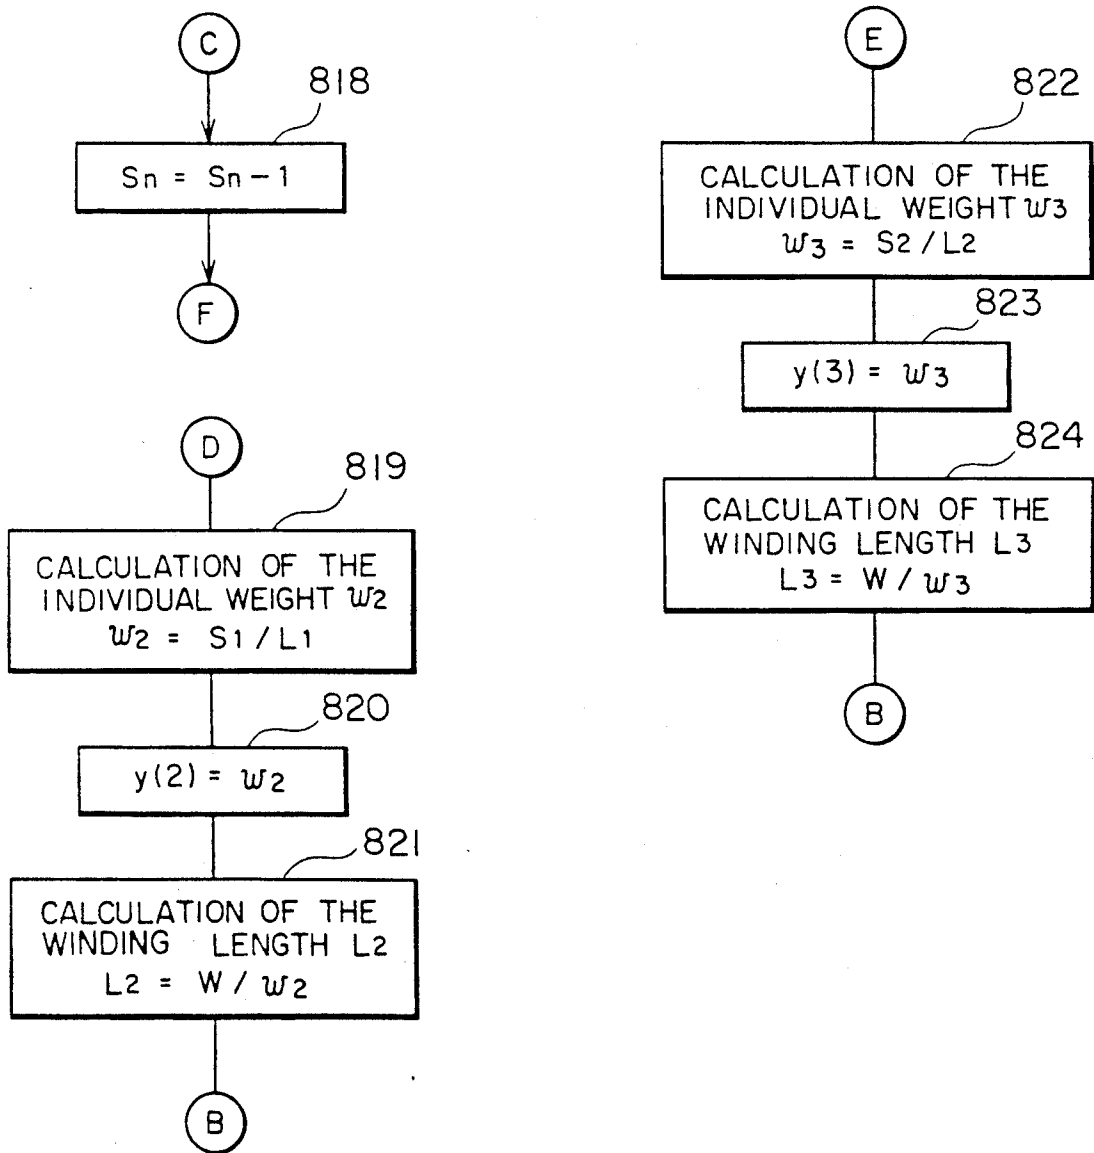 C
818
Sn = Sn-1
F
D
819
CALCULATION OF THE
INDIVIDUAL WEIGHT w2
w2 = S1 / L1
820
y(2) = w2
821
CALCULATION OF THE
WINDING LENGTH L2
L2 = W / w2
B
E
822
CALCULATION OF THE
INDIVIDUAL WEIGHT w3
w3 = S2 / L2
823
y(3) = w3
824
CALCULATION OF THE
WINDING LENGTH L3
L3 = W / w3
B